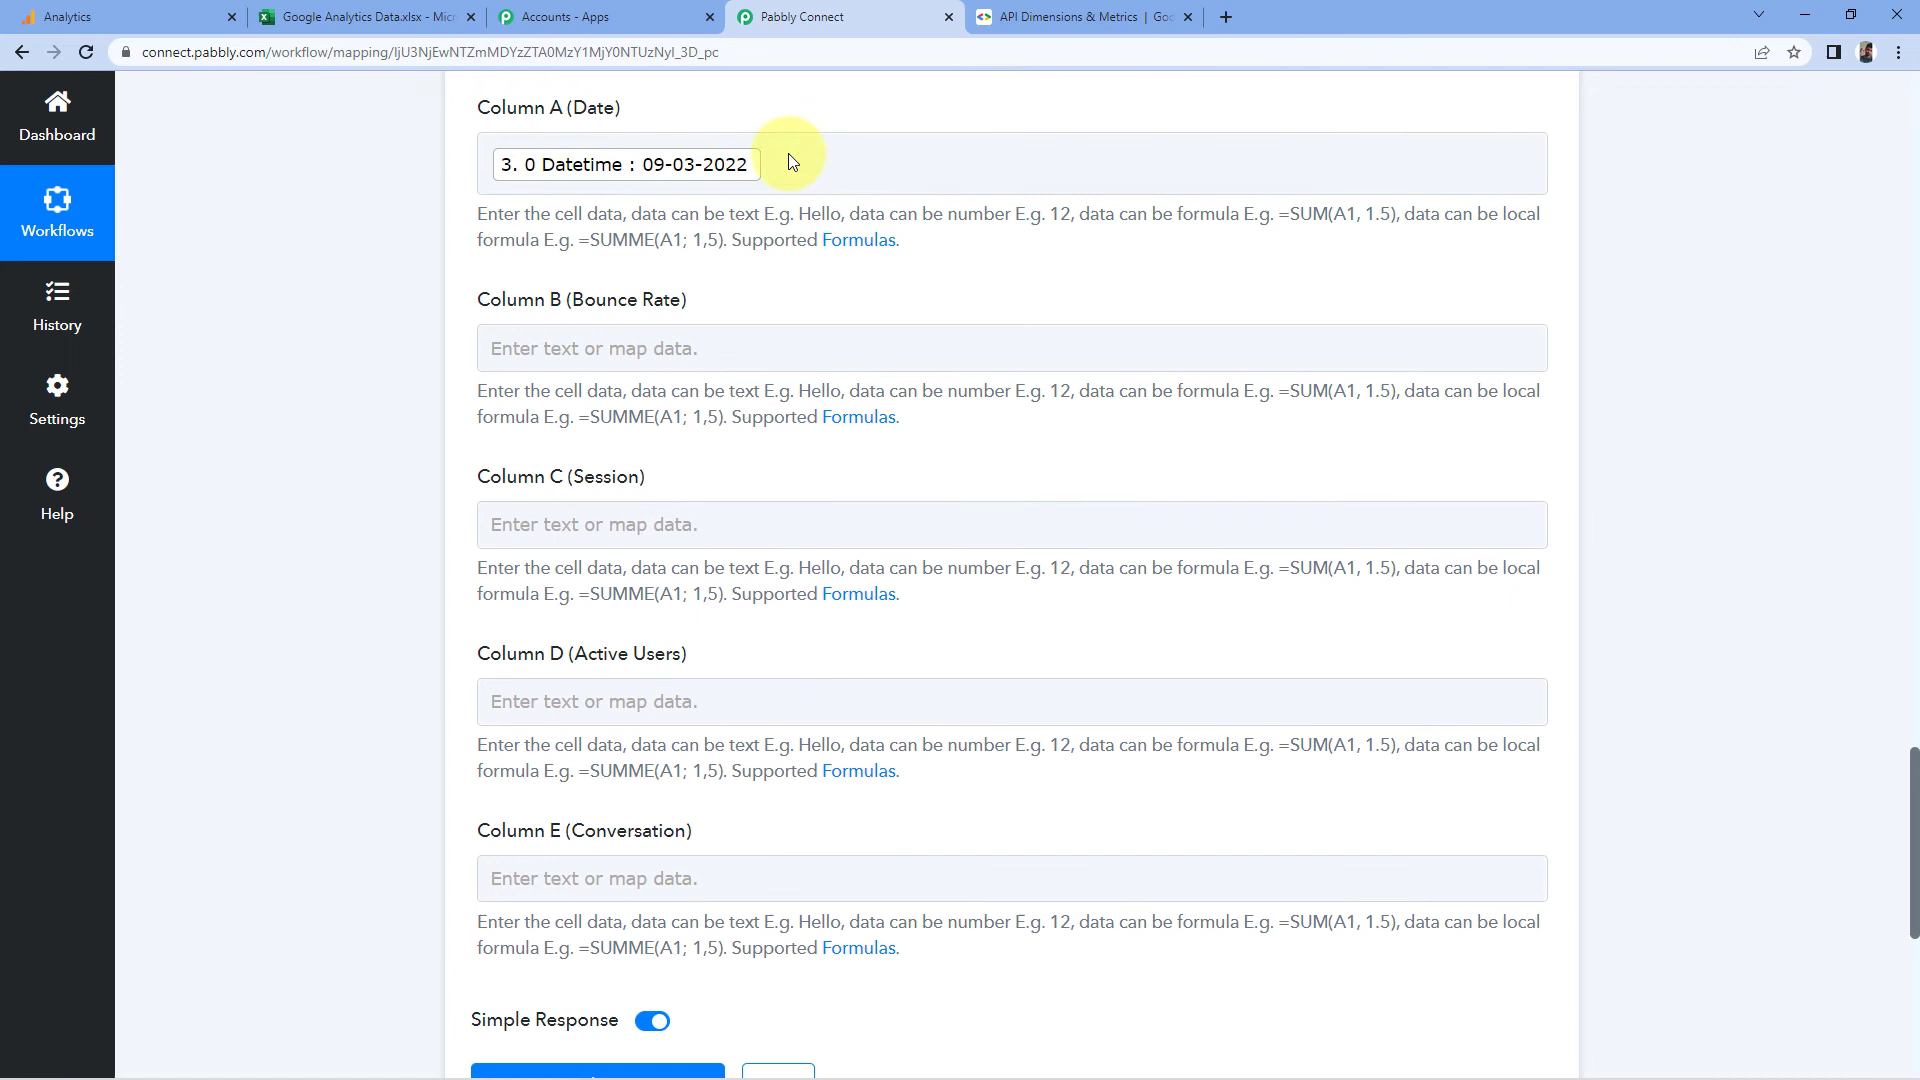 Analytics
Google Analytics Data.xlsx - Micr
Accounts - Apps
Pabbly Connect
API Dimensions & Metrics | Goo
connect.pabbly.com/workflow/mapping/IjU3NjEwNTZmMDYzZTA0MzY1MjY0NTUzNyI_3D_pc
Dashboard
Workflows
History
Settings
Help
Column A (Date)
3. 0 Datetime : 09-03-2022
Enter the cell data, data can be text E.g. Hello, data can be number E.g. 12, data can be formula E.g. =SUM(A1, 1.5), data can be local
formula E.g. =SUMME(A1; 1,5). Supported Formulas.
Column B (Bounce Rate)
Enter text or map data.
Enter the cell data, data can be text E.g. Hello, data can be number E.g. 12, data can be formula E.g. =SUM(A1, 1.5), data can be local
formula E.g. =SUMME(A1; 1,5). Supported Formulas.
Column C (Session)
Enter text or map data.
Enter the cell data, data can be text E.g. Hello, data can be number E.g. 12, data can be formula E.g. =SUM(A1, 1.5), data can be local
formula E.g. =SUMME(A1; 1,5). Supported Formulas.
Column D (Active Users)
Enter text or map data.
Enter the cell data, data can be text E.g. Hello, data can be number E.g. 12, data can be formula E.g. =SUM(A1, 1.5), data can be local
formula E.g. =SUMME(A1; 1,5). Supported Formulas.
Column E (Conversation)
Enter text or map data.
Enter the cell data, data can be text E.g. Hello, data can be number E.g. 12, data can be formula E.g. =SUM(A1, 1.5), data can be local
formula E.g. =SUMME(A1; 1,5). Supported Formulas.
Simple Response